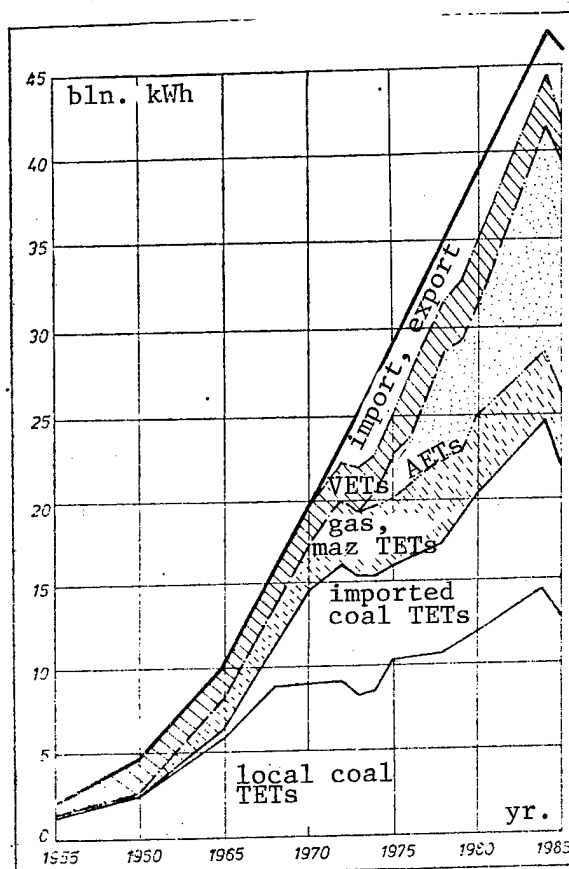 bln. kWh
45
40
35
30
25
20
15
10
5
0
import, export
VETs
AETs
gas,
maz TETs
imported
coal TETs
local coal
TETs
yr.
1955 1960 1965 1970 1975 1980 1985